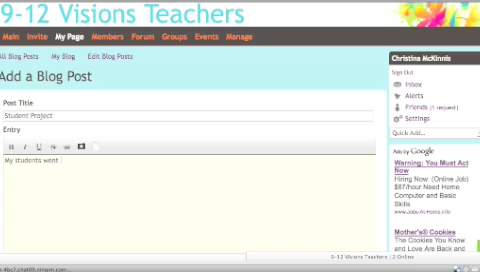 9-12 Visions Teachers
Main Invite My Page Members Forum Groups Events Manage
All Blog Posts My Blog Edit Blog Posts
Add a Blog Post
Post Title
Student Project
Entry
B I U
My students went
Christina McKinnis
Sign Out
Inbox
Alerts
Friends (1 request)
Settings
Quick Add...
Ads by Google
Warning: You Must Act Now
Hiring Now: (Online Job)
$87/hour Need Home
Computer and Basic
Skills
www.Jobs-At-Home.info
Mother's® Cookies
The Cookies You Know
and Love Are Back and
9-12 Visions Teachers | 2 Online